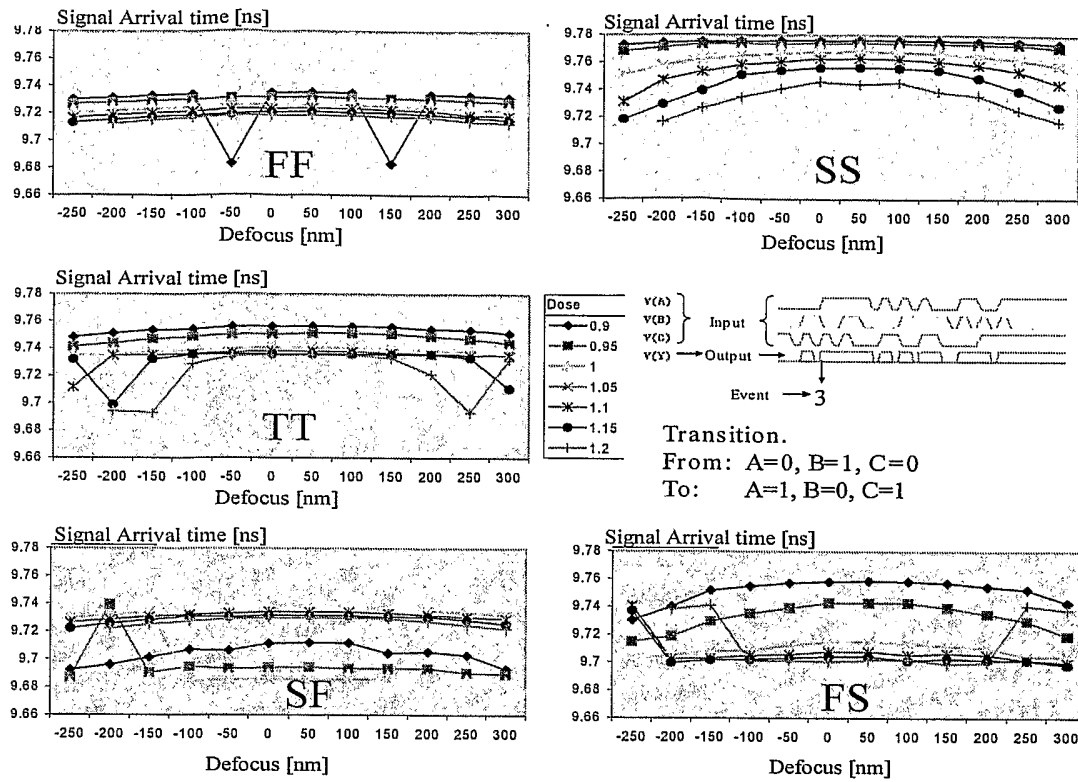 Signal Arrival time [ns]
9.78
9.74
9.72
9.7
9.68
9.66
FF
-250 -200 -150 -100 -50 0 50 100 150 200 250 300
Defocus [nm]
Signal Arrival time [ns]
9.78
9.76
9.74
9.72
9.7
9.68
SS
-250 -200 -150 -100 -50 0 50 100 150 200 250 300
Defocus [nm]
Signal Arrival time [ns]
9.78
9.76
9.74
9.72
9.7
9.68
9.66
TT
-250 -200 -150 -100 -50 0 50 100 150 200 250 300
Defocus [nm]
Dose
0.9
0.95
1
1.05
1.1
1.15
1.2
V(A)
V(B)
V(C)
Input
V(Y)
Output
Event
3
Transition.
From: A=0, B=1, C=0
To: A=1, B=0, C=1
Signal Arrival time [ns]
9.78
9.74
9.72
9.7
9.68
9.66
SF
-250 -200 -150 -100 -50 0 50 100 150 200 250 300
Defocus [nm]
Signal Arrival time [ns]
9.78
9.74
9.72
9.7
9.68
9.66
FS
-250 -200 -150 -100 -50 0 50 100 150 200 250 300
Defocus [nm]